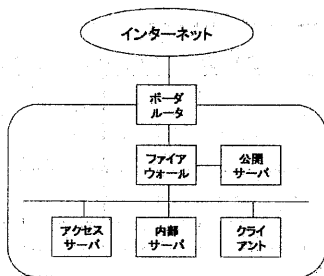 インターネット
ボーダ
ルータ
ファイア
ウォール
公開
サーバ
アクセス
サーバ
内部
サーバ
クライ
アント